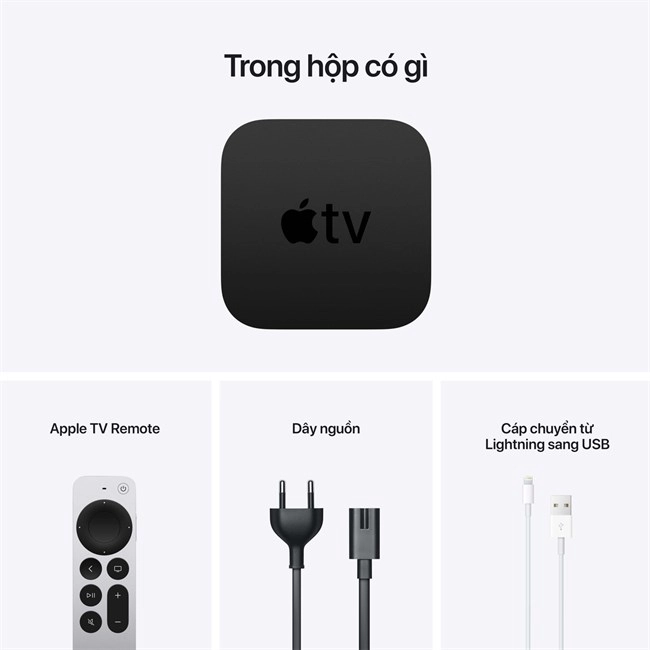 Trong hộp có gì
tv
Apple TV Remote
Dây nguồn
Cáp chuyển từ
Lightning sang USB